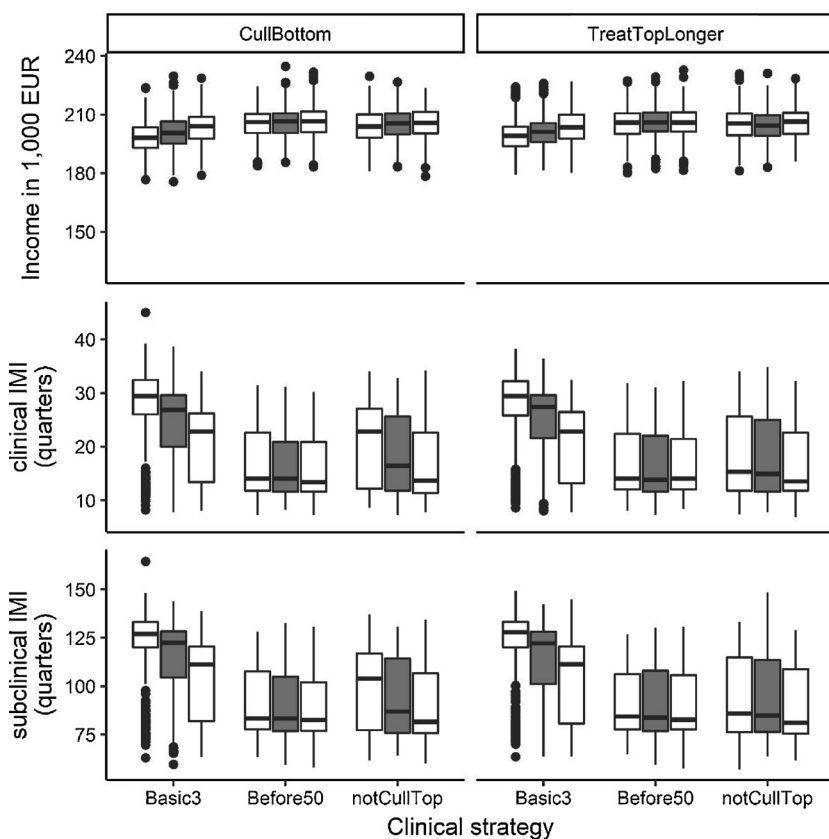 CullBottom
TreatTopLonger
Income in 1,000 EUR
240
210
180
150
clinical IMI
(quarters)
40
30
20
10
subclinical IMI
(quarters)
150
125
100
75
Basic3 Before50 notCullTop Basic3 Before50 notCullTop
Clinical strategy